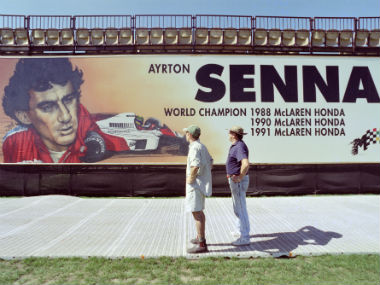 AYRTON SENNA
WORLD CHAMPION 1988 McLAREN HONDA
1990 McLAREN HONDA
1991 McLAREN HONDA